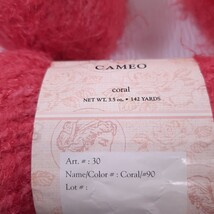 CAMEO
coral
NET WT. 3.5 oz. • 142 YARDS
Art. # : 30
Name/Color # : Coral/#90
Lot # :